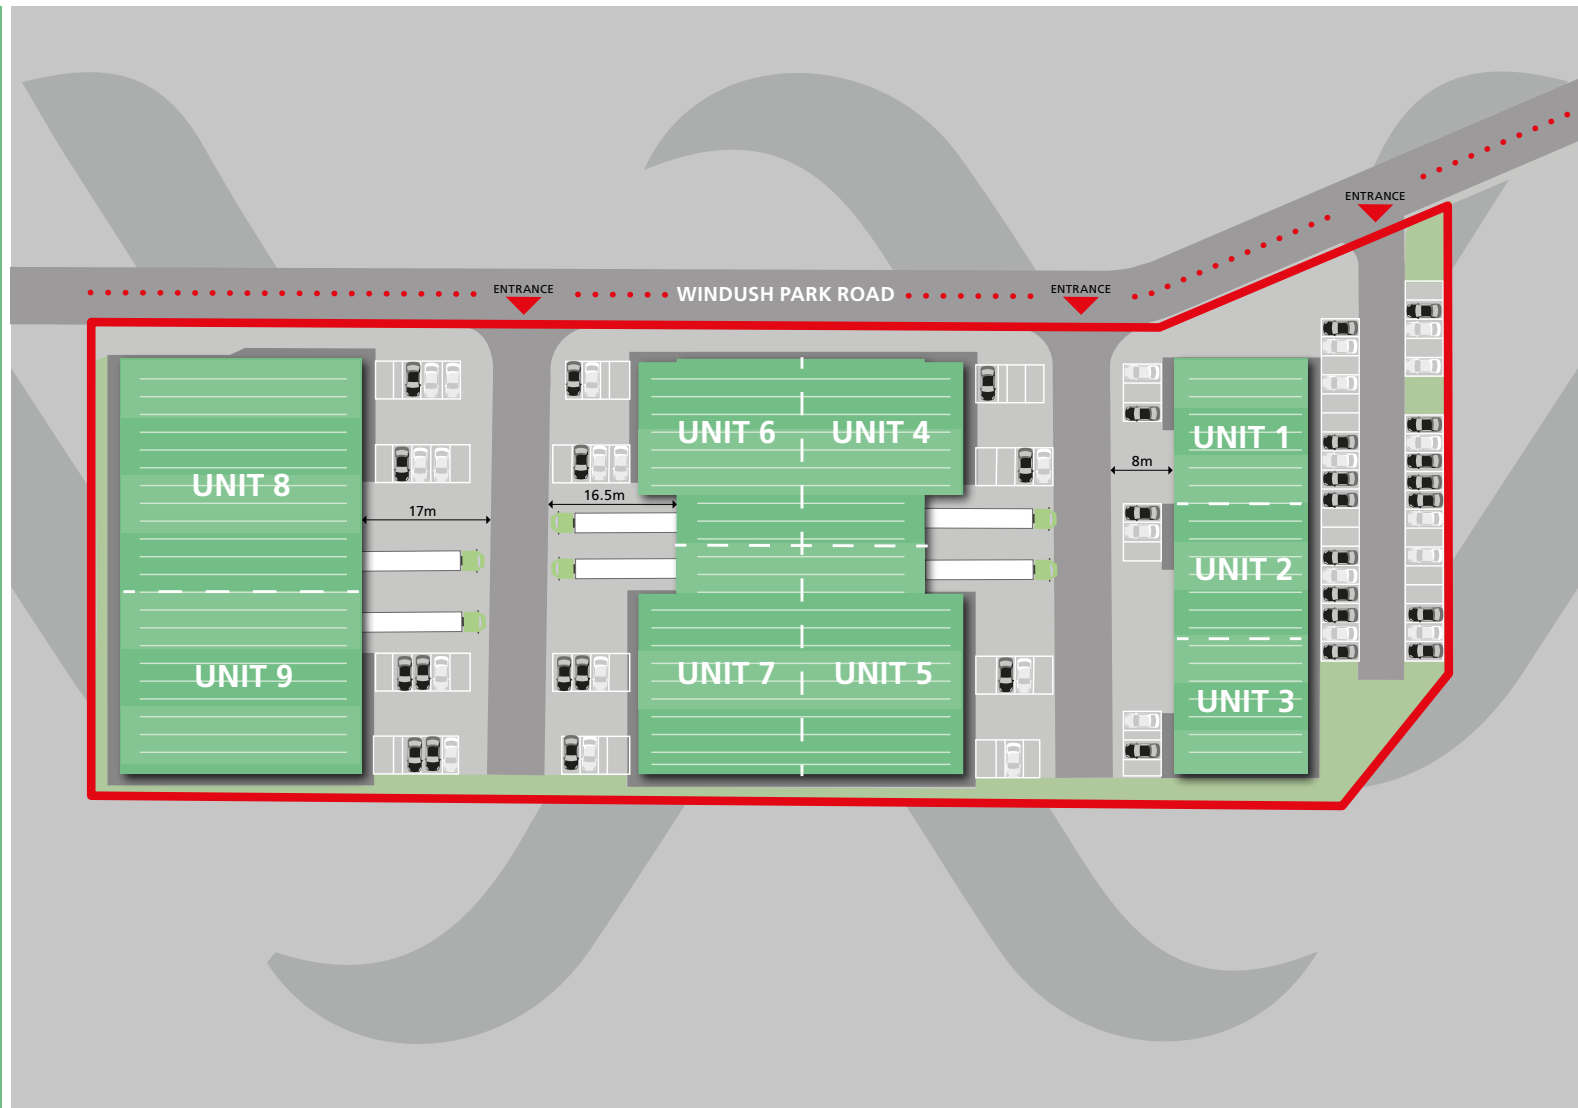 ENTRANCE
ENTRANCE
WINDUSH PARK ROAD
ENTRANCE
UNIT 6
UNIT 4
UNIT 1
8m
UNIT 8
16.5m
17m
UNIT 2
UNIT 9
UNIT 7
UNIT 5
UNIT 3